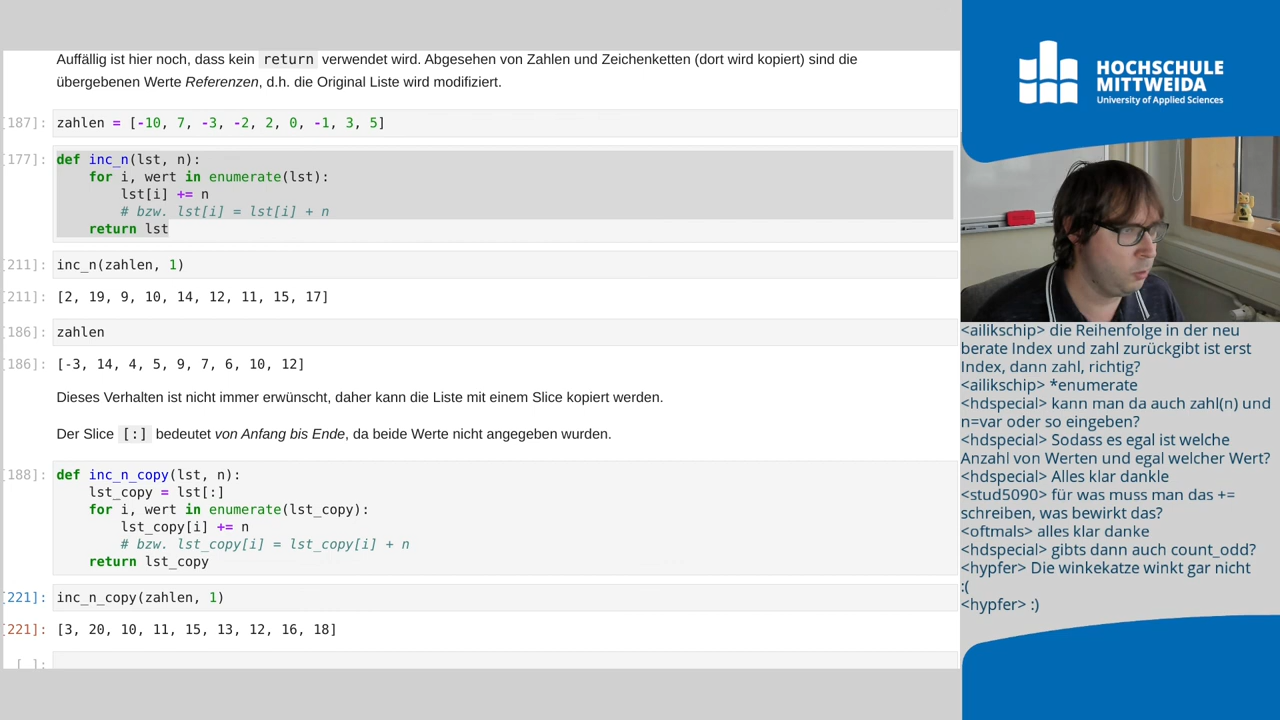 Auffällig ist hier noch, dass kein return verwendet wird. Abgesehen von Zahlen und Zeichenketten (dort wird kopiert) sind die
übergebenen Werte Referenzen, d.h. die Original Liste wird modifiziert.
[187]: zahlen = [-10, 7, -3, -2, 2, 0, -1, 3, 5]
[177]: def inc_n(lst, n):
    for i, wert in enumerate(lst):
        lst[i] += n
        # bzw. lst[i] = lst[i] + n
    return lst
[211]: inc_n(zahlen, 1)
[211]: [2, 19, 9, 10, 14, 12, 11, 15, 17]
[186]: zahlen
[186]: [-3, 14, 4, 5, 9, 7, 6, 10, 12]
Dieses Verhalten ist nicht immer erwünscht, daher kann die Liste mit einem Slice kopiert werden.
Der Slice [:] bedeutet von Anfang bis Ende, da beide Werte nicht angegeben wurden.
[188]: def inc_n_copy(lst, n):
    lst_copy = lst[:]
    for i, wert in enumerate(lst_copy):
        lst_copy[i] += n
        # bzw. lst_copy[i] = lst_copy[i] + n
    return lst_copy
[221]: inc_n_copy(zahlen, 1)
[221]: [3, 20, 10, 11, 15, 13, 12, 16, 18]
[ ]:
HOCHSCHULE
MITTWEIDA
University of Applied Sciences
<ailikschip> die Reihenfolge in der neu
berate Index und zahl zurückgibt ist erst
Index, dann zahl, richtig?
<ailikschip> *enumerate
<hdspecial> kann man da auch zahl(n) und
n=var oder so eingeben?
<hdspecial> Sodass es egal ist welche
Anzahl von Werten und egal welcher Wert?
<hdspecial> Alles klar dankle
<stud5090> für was muss man das +=
schreiben, was bewirkt das?
<oftmals> alles klar danke
<hdspecial> gibts dann auch count_odd?
<hypfer> Die winkekatze winkt gar nicht
:(
<hypfer> :)